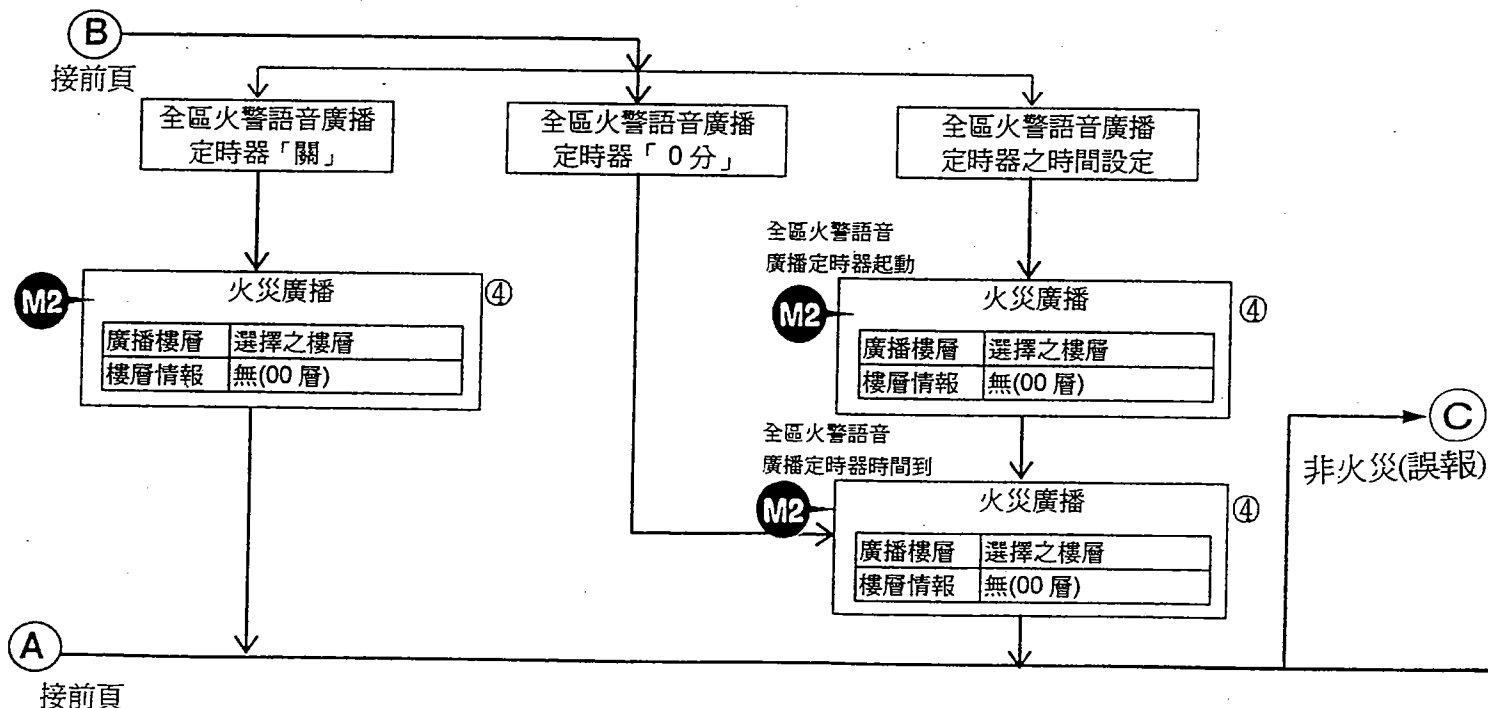 B
接前頁
全區火警語音廣播
定時器「關」
全區火警語音廣播
定時器「0分」
全區火警語音廣播
定時器之時間設定
M2
火災廣播
④
廣播樓層 選擇之樓層
樓層情報 無(00層)
全區火警語音
廣播定時器起動
M2
火災廣播
④
廣播樓層 選擇之樓層
樓層情報 無(00層)
全區火警語音
廣播定時器時間到
M2
火災廣播
④
廣播樓層 選擇之樓層
樓層情報 無(00層)
C
非火災(誤報)
A
接前頁